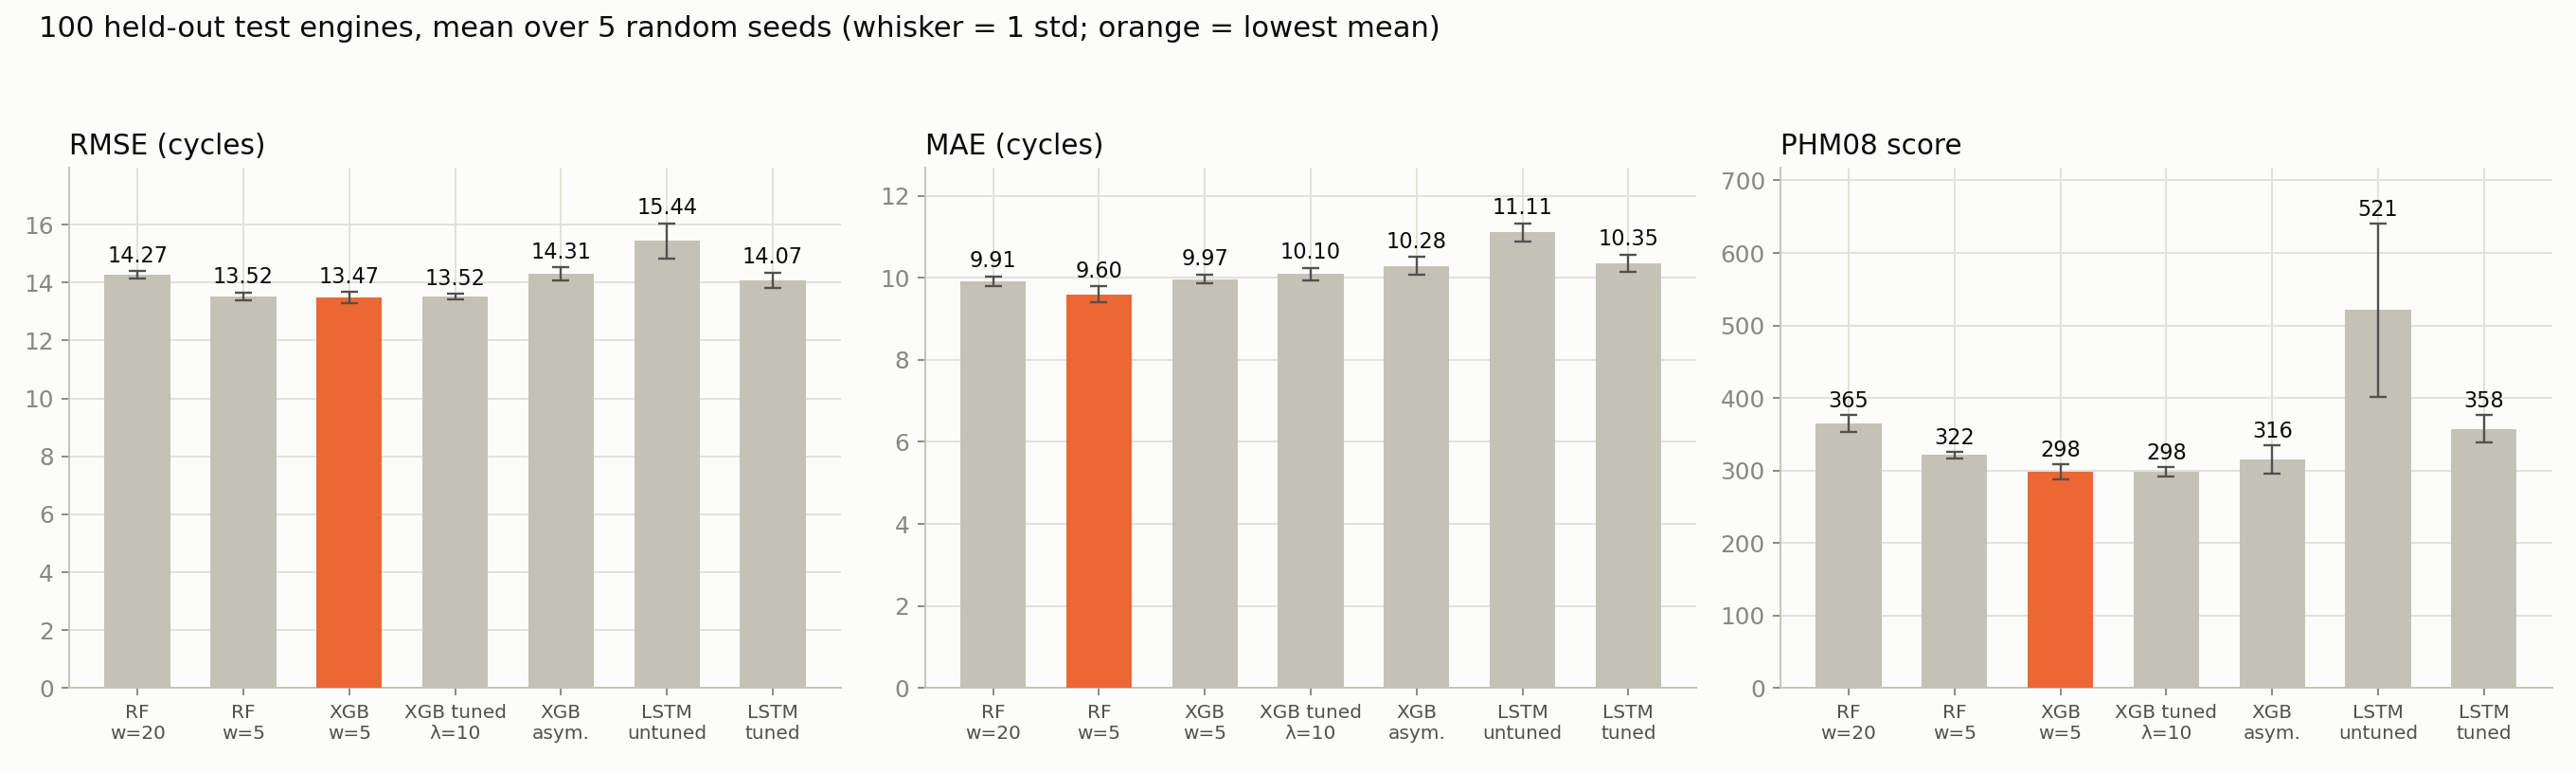 100 held-out test engines, mean over 5 random seeds (whisker = 1 std; orange = lowest mean)
RMSE (cycles)
16
14
12
10
8
6
4
2
0
14.27
13.52
13.47
13.52
14.31
15.44
14.07
RF
w=20
RF
w=5
XGB
w=5
XGB tuned
λ=10
XGB
asym.
LSTM
untuned
LSTM
tuned
MAE (cycles)
12
10
8
6
4
2
0
9.91
9.60
9.97
10.10
10.28
11.11
10.35
RF
w=20
RF
w=5
XGB
w=5
XGB tuned
λ=10
XGB
asym.
LSTM
untuned
LSTM
tuned
PHM08 score
700
600
500
400
300
200
100
0
365
322
298
298
316
521
358
RF
w=20
RF
w=5
XGB
w=5
XGB tuned
λ=10
XGB
asym.
LSTM
untuned
LSTM
tuned